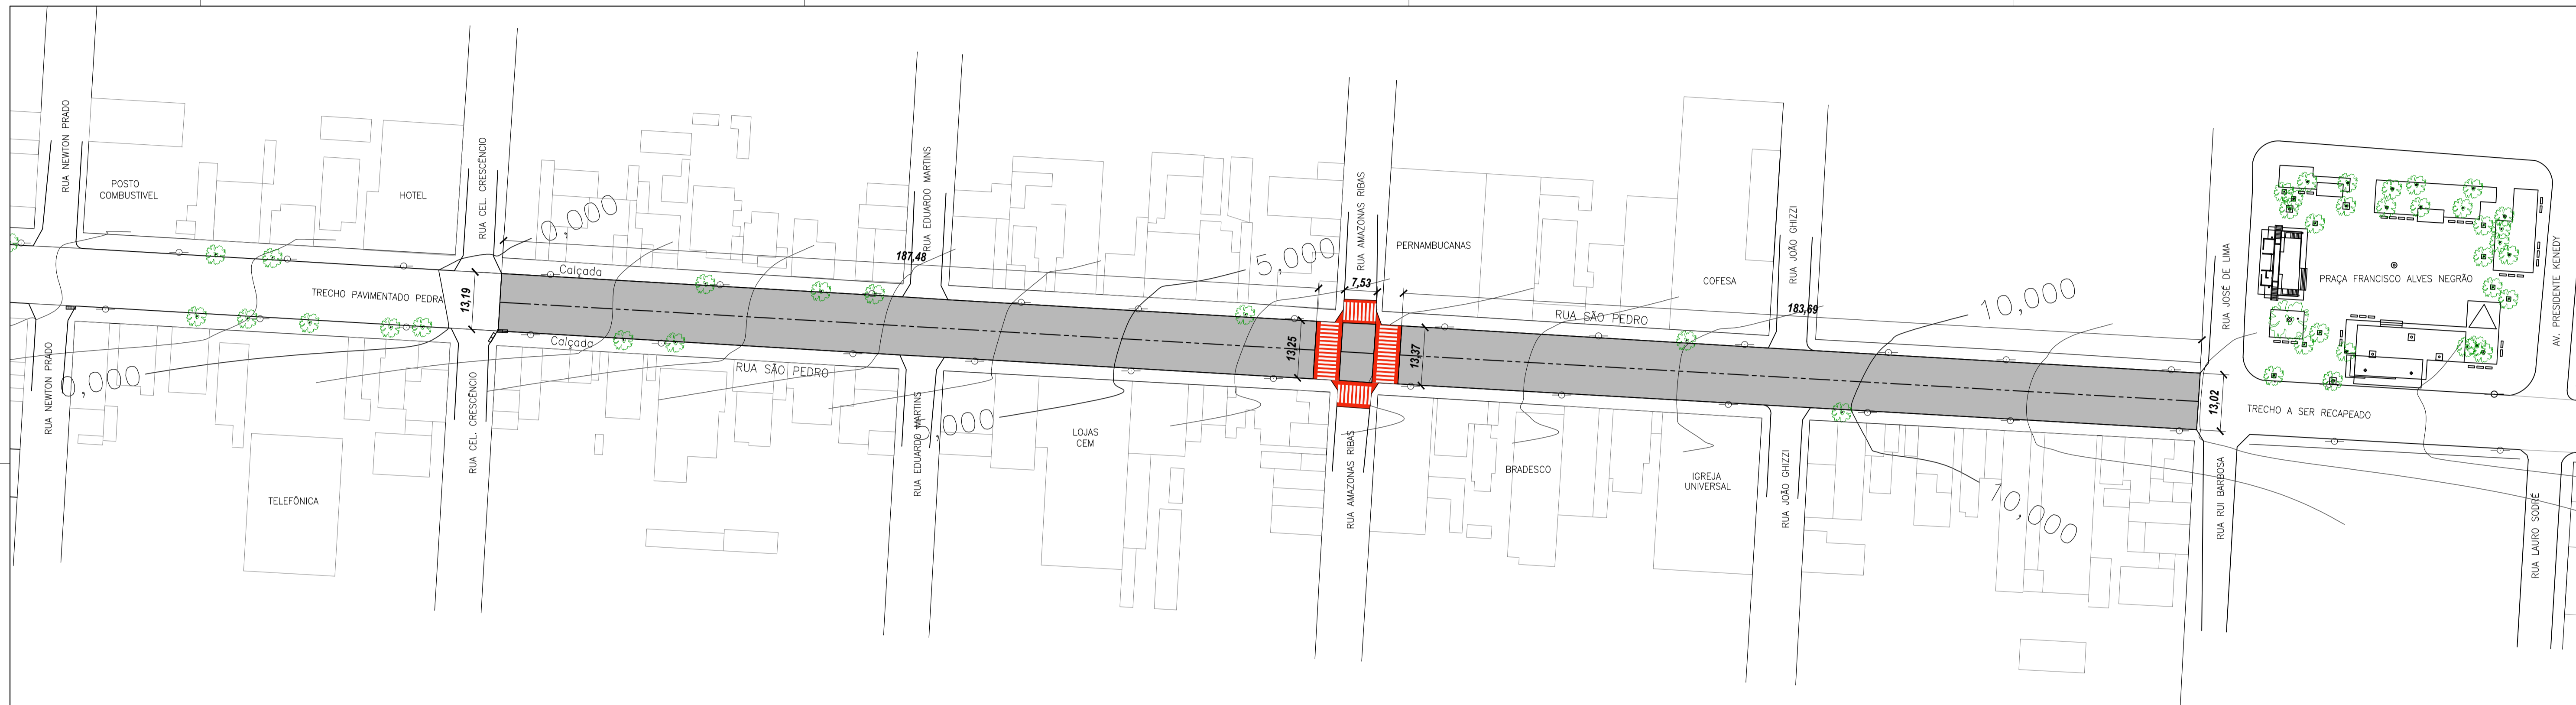 RUA NEWTON PRADO
POSTO
COMBUSTIVEL
HOTEL
RUA CEL. CRESCÊNCIO
0,000
Calçada
187,48
RUA EDUARDO MARTINS
5,000
RUA AMAZONAS RIBAS
7,53
PERNAMBUCANAS
RUA SÃO PEDRO
COFESA
RUA JOÃO GHIZZI
183,69
10,000
RUA JOSÉ DE LIMA
PRAÇA FRANCISCO ALVES NEGRÃO
AV. PRESIDENTE KENEDY
TRECHO PAVIMENTADO PEDRA
13,19
13,25
13,37
13,02
TRECHO A SER RECAPEADO
RUA NEWTON PRADO
0,000
TELEFÔNICA
RUA CEL. CRESCÊNCIO
Calçada
RUA SÃO PEDRO
RUA EDUARDO MARTINS
5,000
LOJAS
CEM
RUA AMAZONAS RIBAS
BRADESCO
IGREJA
UNIVERSAL
RUA JOÃO GHIZZI
10,000
RUA RUI BARBOSA
RUA LAURO SODRÉ